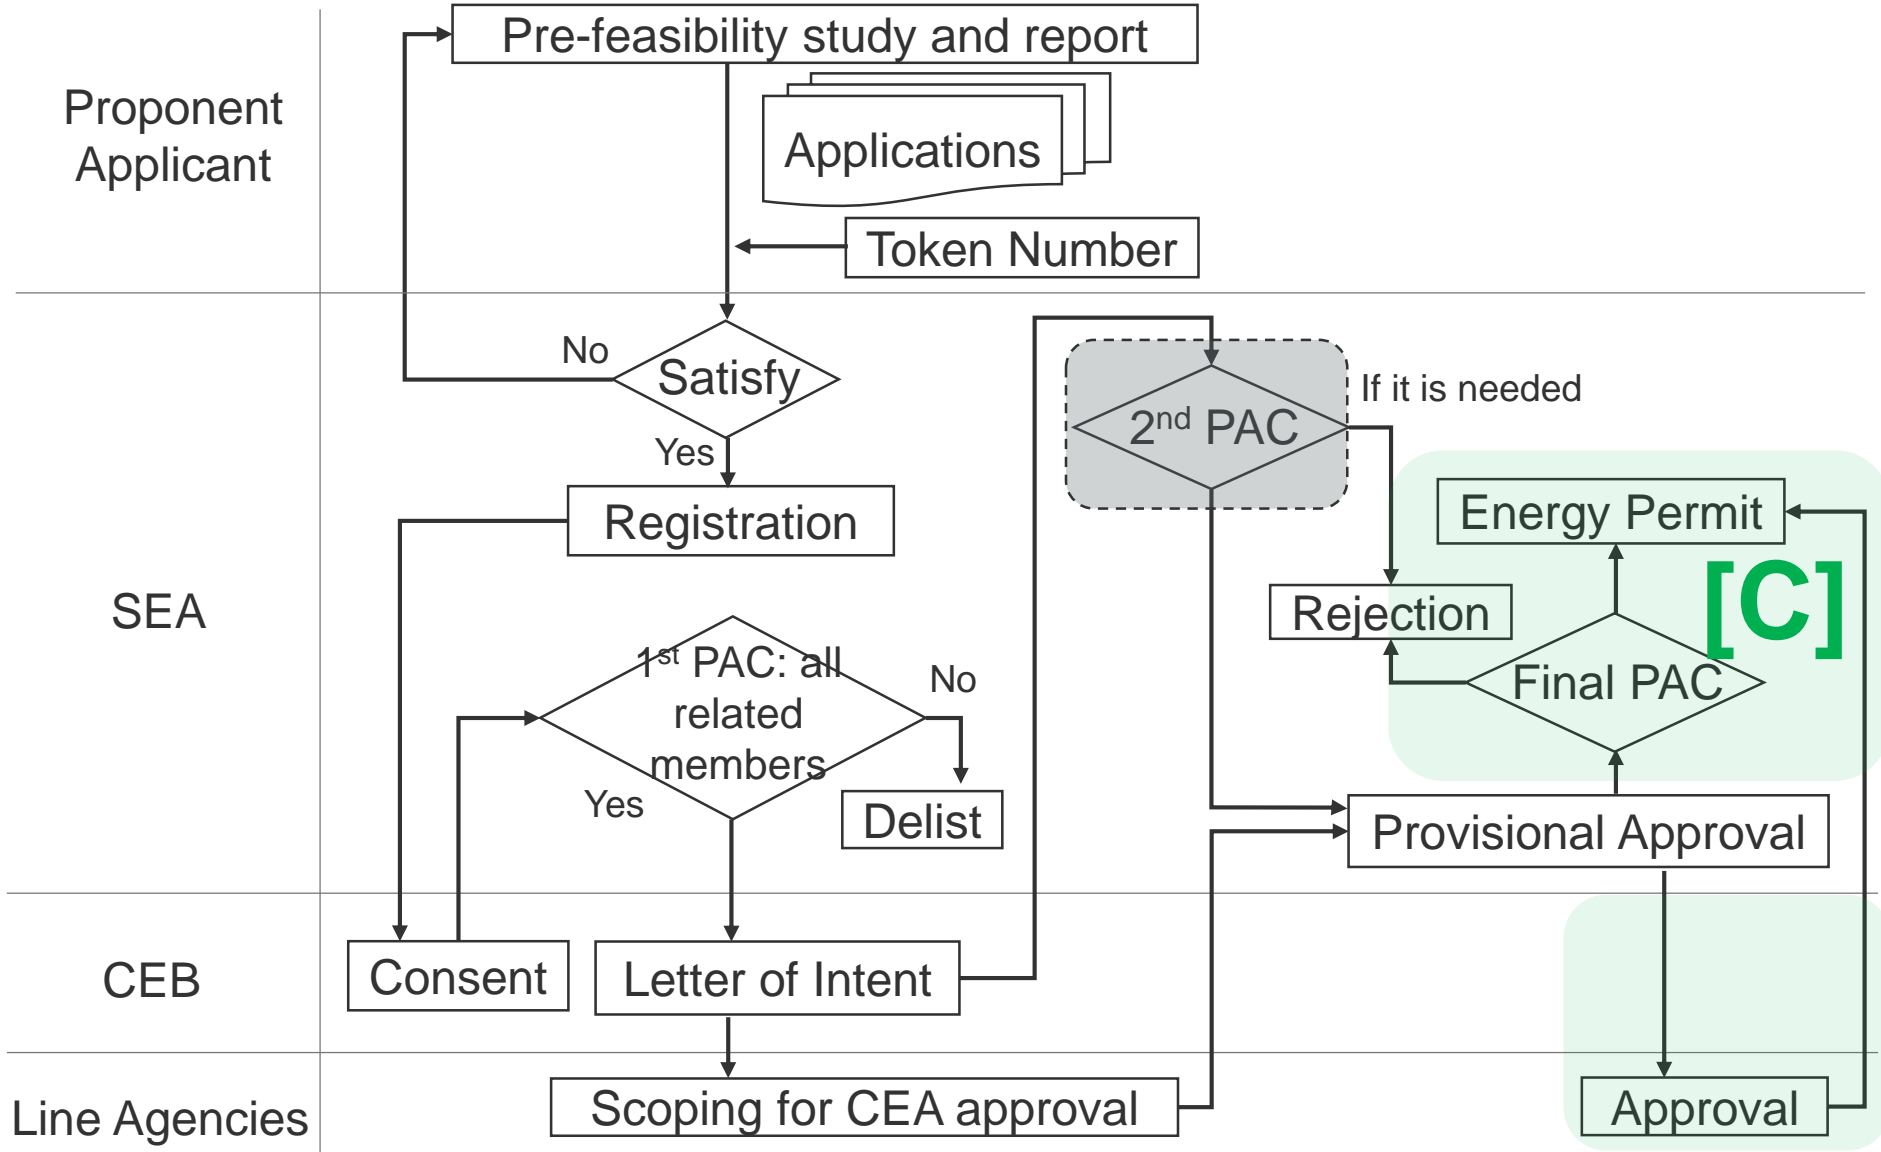 Pre-feasibility study and report
Proponent
Applicant
Applications
Token Number
No
Satisfy
Yes
2nd PAC
If it is needed
Registration
Energy Permit
[C]
SEA
Rejection
1st PAC: all
related
members
No
Final PAC
Yes
Delist
Provisional Approval
CEB
Consent
Letter of Intent
Line Agencies
Scoping for CEA approval
Approval